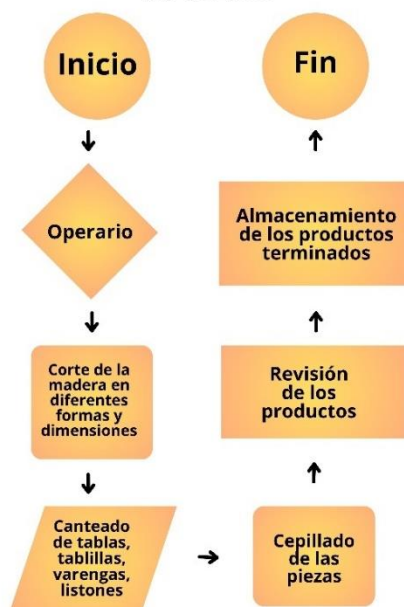 Inicio
Operario
Corte de la
madera en
diferentes
formas y
dimensiones
Canteado
de tablas,
tablillas,
varengas,
listones
Cepillado
de las
piezas
Revisión
de los
productos
Almacenamiento
de los productos
terminados
Fin